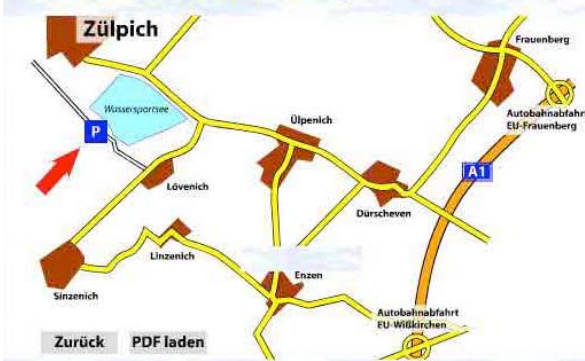 Zülpich
Frauenberg
Wassersportsee
P
Ülpenich
Autobahnabfahrt
EU-Frauenberg
A1
Lövenich
Dürscheven
Linzenich
Enzen
Sinzenich
Autobahnabfahrt
EU-Wißkirchen
Zurück
PDF laden